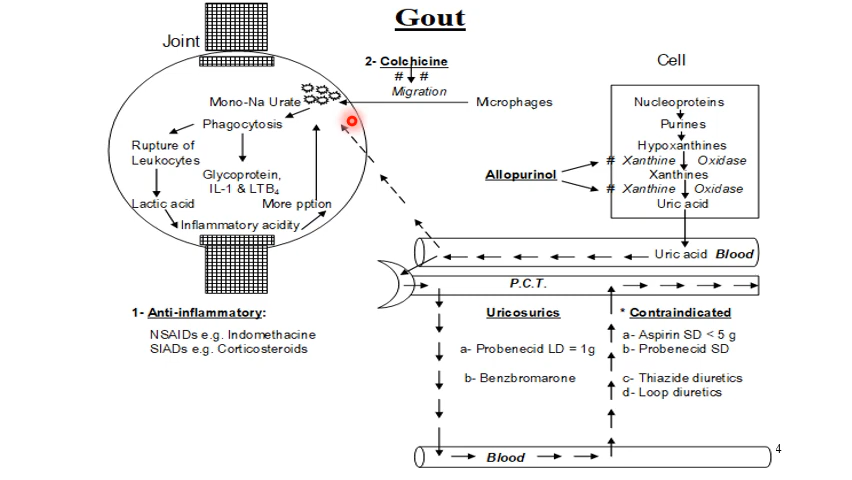 Gout
Joint
2- Colchicine
# #
Migration
Cell
Mono-Na Urate
Microphages
Phagocytosis
Rupture of
Leukocytes
Glycoprotein,
IL-1 & LTB4
Lactic acid
More pption
Inflammatory acidity
Nucleoproteins
Purines
Hypoxanthines
# Xanthine Oxidase
Allopurinol
Xanthines
# Xanthine Oxidase
Uric acid
Uric acid Blood
P.C.T.
1- Anti-inflammatory:
NSAIDs e.g. Indomethacine
SIADs e.g. Corticosteroids
Uricosurics
a- Probenecid LD = 1g
b- Benzbromarone
* Contraindicated
a- Aspirin SD < 5 g
b- Probenecid SD
c- Thiazide diuretics
d- Loop diuretics
Blood
4